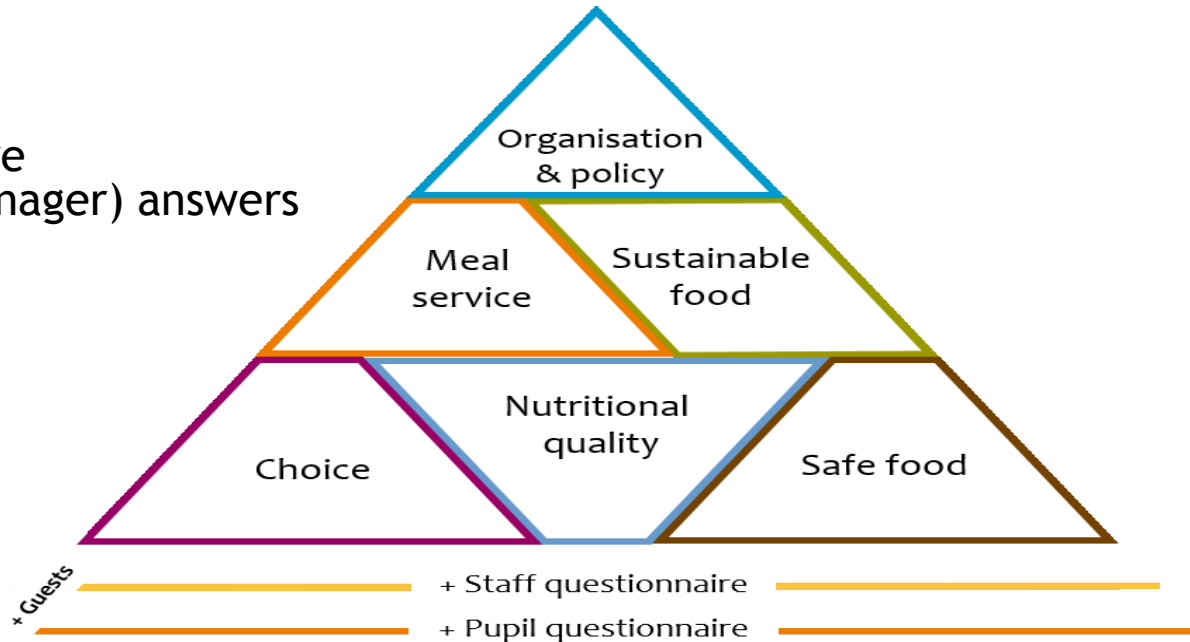 Organisation
& policy
nager) answers
Meal
service
Sustainable
food
Nutritional
quality
Choice
Safe food
+ Guests
+ Staff questionnaire
+ Pupil questionnaire